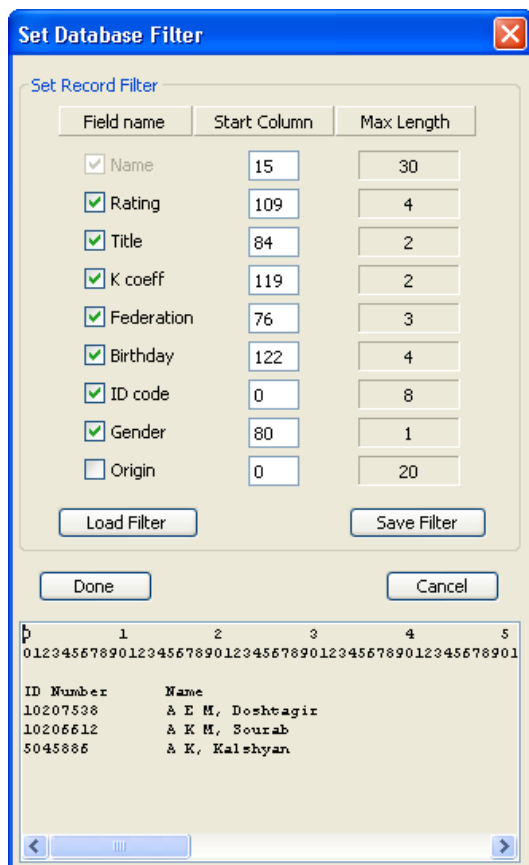 Set Database Filter
Set Record Filter
Field name Start Column Max Length
Name 15 30
Rating 109 4
Title 84 2
K coeff 119 2
Federation 76 3
Birthday 122 4
ID code 0 8
Gender 80 1
Origin 0 20
Load Filter Save Filter
Done Cancel
0 1 2 3 4 5
0123456789012345678901234567890123456789012345678901
ID Number Name
10207538 A E M, Doshtagir
10206612 A K M, Sourab
5045886 A K, Kalshyan